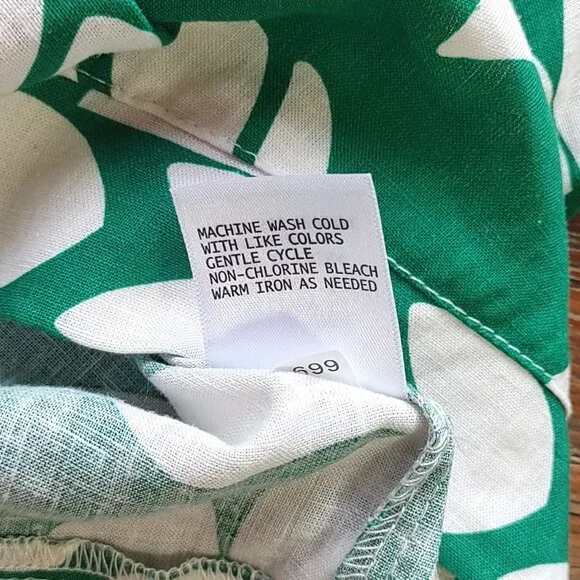 MACHINE WASH COLD
WITH LIKE COLORS
GENTLE CYCLE
NON-CHLORINE BLEACH
WARM IRON AS NEEDED
699